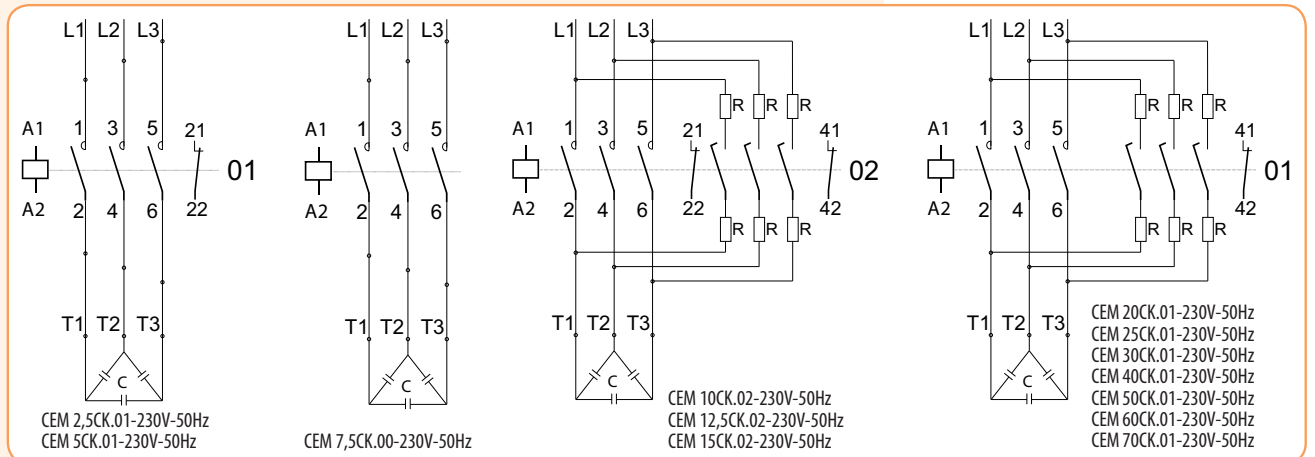 L1 L2 L3
A1 1 3 5 21
01
A2 2 4 6 22
T1 T2 T3
C
CEM 2,5CK.01-230V-50Hz
CEM 5CK.01-230V-50Hz
L1 L2 L3
A1 1 3 5
A2 2 4 6
T1 T2 T3
C
CEM 7,5CK.00-230V-50Hz
L1 L2 L3
R R R
A1 1 3 5 21 41
02
A2 2 4 6 22 42
R R R
T1 T2 T3
C
CEM 10CK.02-230V-50Hz
CEM 12,5CK.02-230V-50Hz
CEM 15CK.02-230V-50Hz
L1 L2 L3
R R R
A1 1 3 5 41
01
A2 2 4 6 42
R R R
T1 T2 T3
C
CEM 20CK.01-230V-50Hz
CEM 25CK.01-230V-50Hz
CEM 30CK.01-230V-50Hz
CEM 40CK.01-230V-50Hz
CEM 50CK.01-230V-50Hz
CEM 60CK.01-230V-50Hz
CEM 70CK.01-230V-50Hz